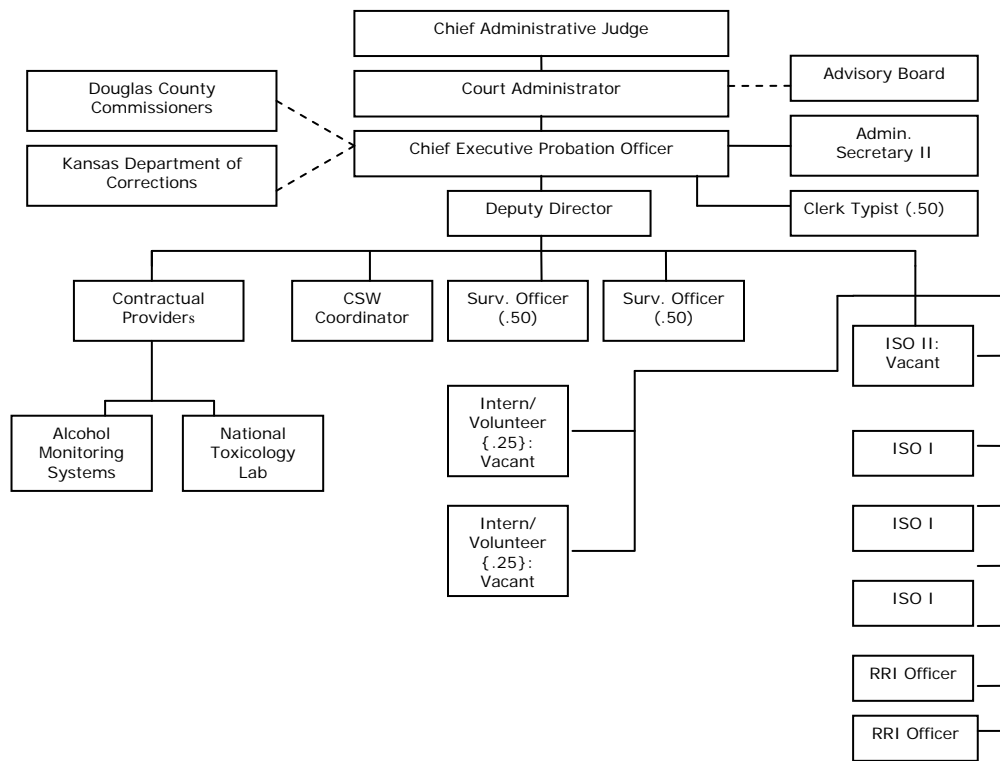 Chief Administrative Judge
Douglas County
Commissioners
Court Administrator
Advisory Board
Kansas Department of
Corrections
Chief Executive Probation Officer
Admin.
Secretary II
Deputy Director
Clerk Typist (.50)
Contractual
Providers
CSW
Coordinator
Surv. Officer
(.50)
Surv. Officer
(.50)
ISO II:
Vacant
Alcohol
Monitoring
Systems
National
Toxicology
Lab
Intern/
Volunteer
{.25}:
Vacant
ISO I
Intern/
Volunteer
{.25}:
Vacant
ISO I
ISO I
RRI Officer
RRI Officer